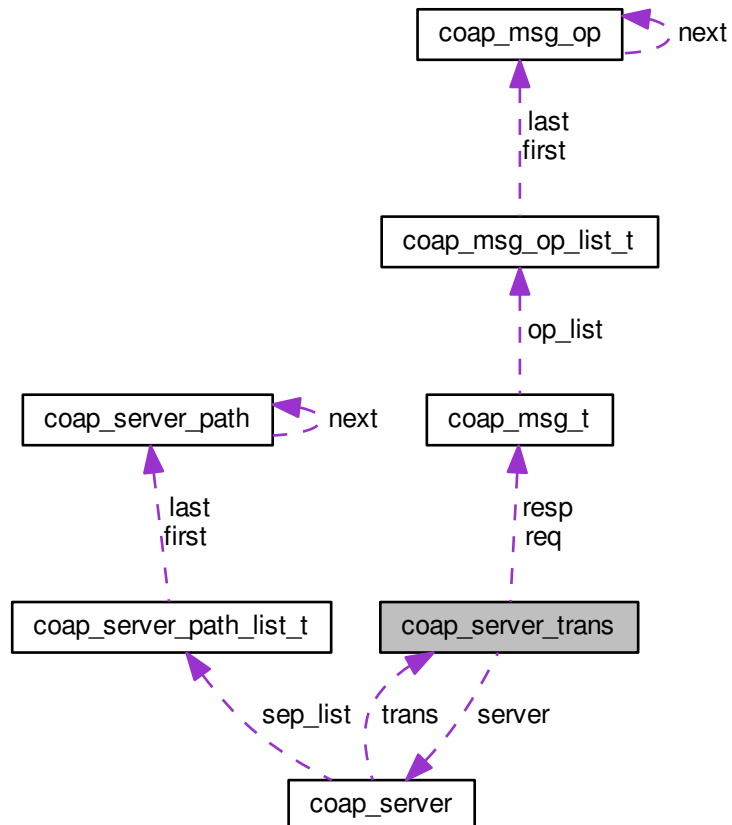 coap_msg_op
next
last
first
coap_msg_op_list_t
op_list
coap_server_path
next
coap_msg_t
last
first
resp
req
coap_server_path_list_t
coap_server_trans
sep_list
trans
server
coap_server